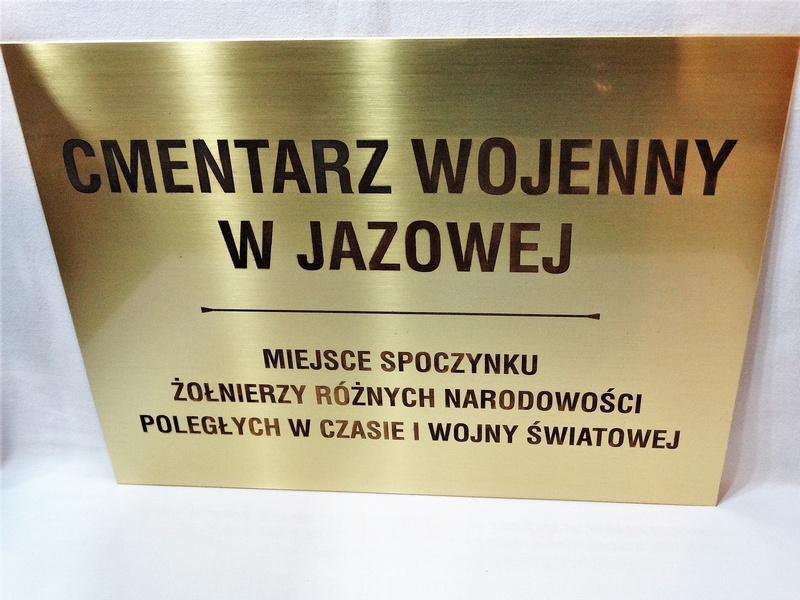 CMENTARZ WOJENNY
W JAZOWEJ
MIEJSCE SPOCZYNKU
ŻOŁNIERZY RÓŻNYCH NARODOWOŚCI
POLEGŁYCH W CZASIE I WOJNY ŚWIATOWEJ